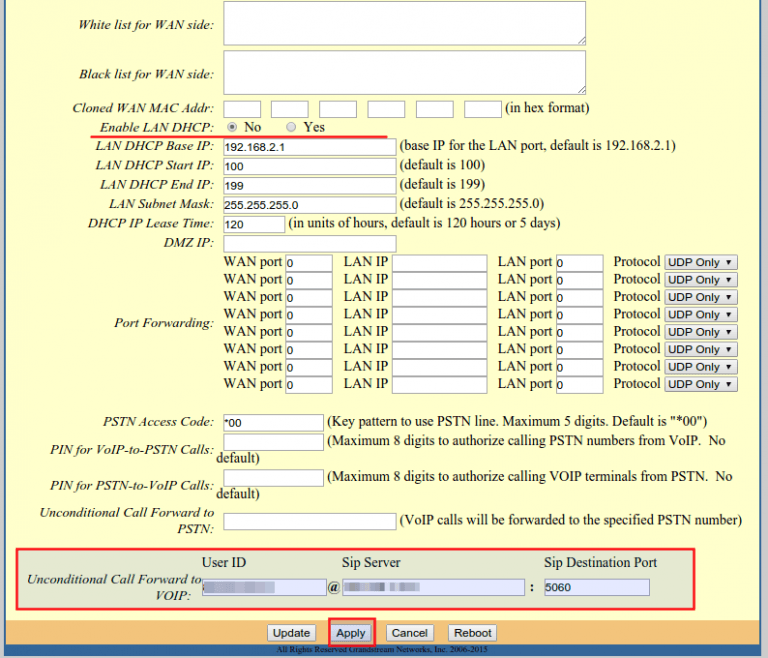 White list for WAN side:
Black list for WAN side:
Cloned WAN MAC Addr: (in hex format)
Enable LAN DHCP: No Yes
LAN DHCP Base IP: 192.168.2.1 (base IP for the LAN port, default is 192.168.2.1)
LAN DHCP Start IP: 100 (default is 100)
LAN DHCP End IP: 199 (default is 199)
LAN Subnet Mask: 255.255.255.0 (default is 255.255.255.0)
DHCP IP Lease Time: 120 (in units of hours, default is 120 hours or 5 days)
DMZ IP:
WAN port 0 LAN IP LAN port 0 Protocol UDP Only
WAN port 0 LAN IP LAN port 0 Protocol UDP Only
WAN port 0 LAN IP LAN port 0 Protocol UDP Only
WAN port 0 LAN IP LAN port 0 Protocol UDP Only
Port Forwarding: WAN port 0 LAN IP LAN port 0 Protocol UDP Only
WAN port 0 LAN IP LAN port 0 Protocol UDP Only
WAN port 0 LAN IP LAN port 0 Protocol UDP Only
WAN port 0 LAN IP LAN port 0 Protocol UDP Only
PSTN Access Code: *00 (Key pattern to use PSTN line. Maximum 5 digits. Default is "*00")
PIN for VoIP-to-PSTN Calls: (Maximum 8 digits to authorize calling PSTN numbers from VoIP. No
default)
PIN for PSTN-to-VoIP Calls: (Maximum 8 digits to authorize calling VOIP terminals from PSTN. No
default)
Unconditional Call Forward to
PSTN: (VoIP calls will be forwarded to the specified PSTN number)
User ID Sip Server Sip Destination Port
Unconditional Call Forward to
VOIP: @ : 5060
Update Apply Cancel Reboot
All Rights Reserved Grandstream Networks, Inc. 2006-2015